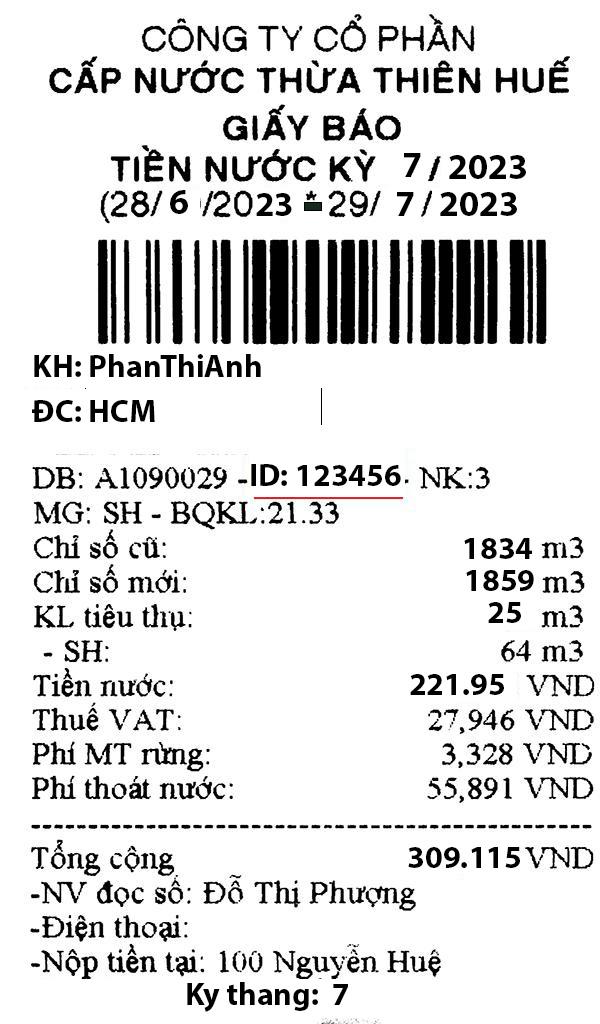 CÔNG TY CỔ PHẦN
CẤP NƯỚC THỪA THIÊN HUẾ
GIẤY BÁO
TIỀN NƯỚC KỲ 7 / 2023
(28/ 6 /2023 * 29/ 7 / 2023
KH: PhanThiAnh
ĐC: HCM
DB: A1090029 - ID: 123456. NK:3
MG: SH - BQKL:21.33
Chỉ số cũ: 1834 m3
Chỉ số mới: 1859 m3
KL tiêu thụ: 25 m3
- SH: 64 m3
Tiền nước: 221.95 VND
Thuế VAT: 27,946 VND
Phí MT rừng: 3,328 VND
Phí thoát nước: 55,891 VND
Tổng cộng 309.115 VND
-NV đọc số: Đỗ Thị Phượng
-Điện thoại:
-Nộp tiền tại: 100 Nguyễn Huệ
Ky thang: 7